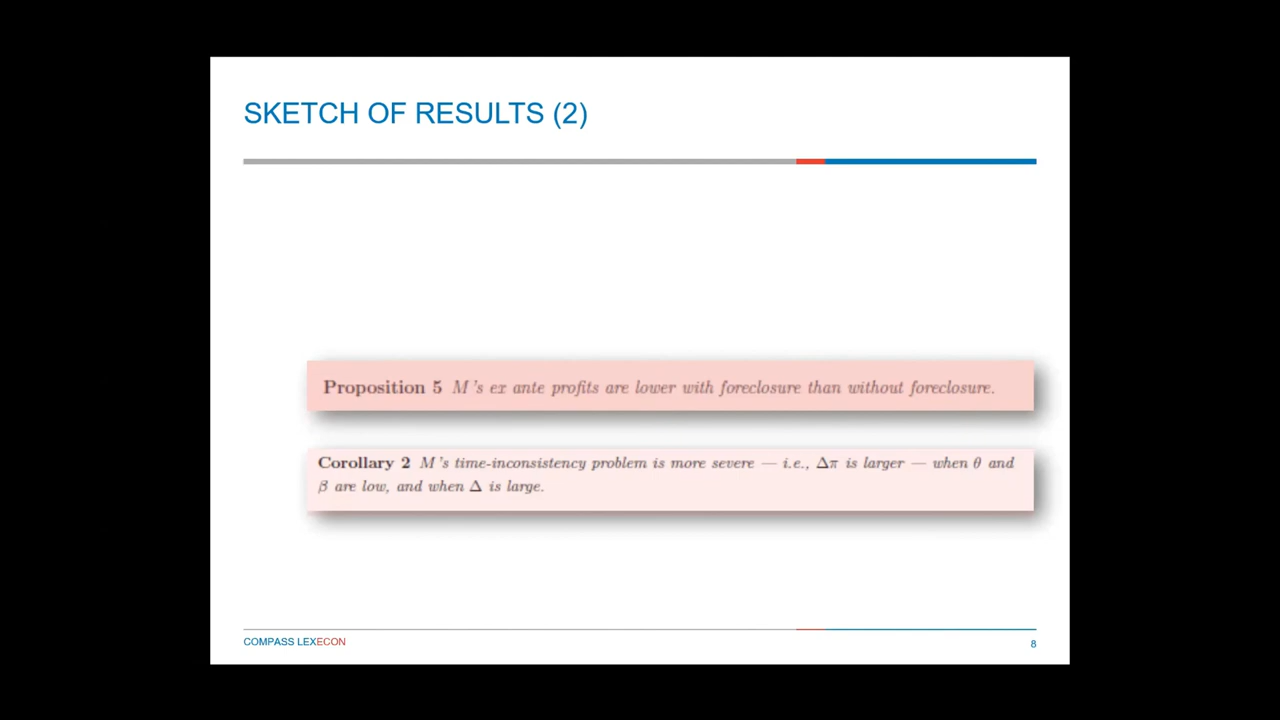 SKETCH OF RESULTS (2)
Proposition 5 M's ex ante profits are lower with foreclosure than without foreclosure.
Corollary 2 M's time-inconsistency problem is more severe — i.e., Δπ is larger — when θ and
β are low, and when Δ is large.
COMPASS LEXECON
8